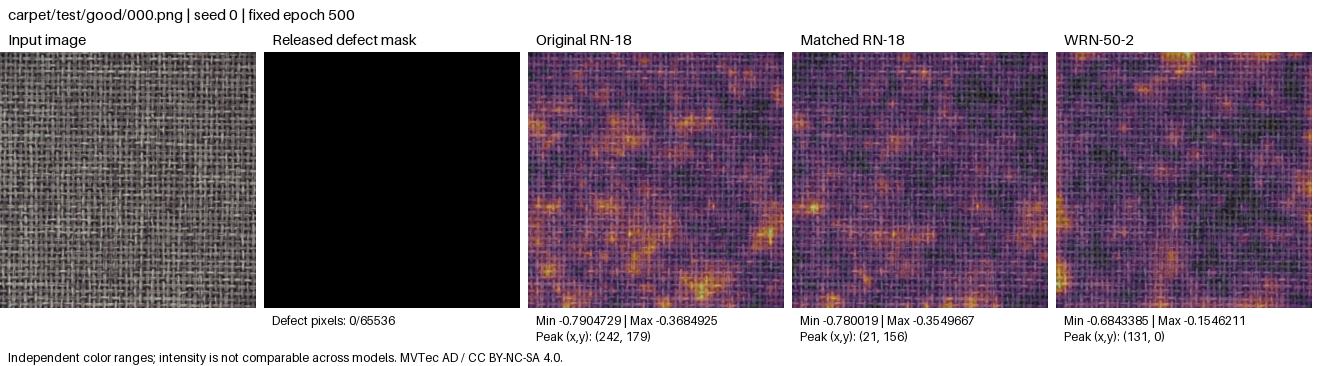 carpet/test/good/000.png | seed 0 | fixed epoch 500
Input image
Released defect mask
Original RN-18
Matched RN-18
WRN-50-2
Defect pixels: 0/65536
Min -0.7904729 | Max -0.3684925
Peak (x,y): (242, 179)
Min -0.780019 | Max -0.3549667
Peak (x,y): (21, 156)
Min -0.6843385 | Max -0.1546211
Peak (x,y): (131, 0)
Independent color ranges; intensity is not comparable across models. MVTec AD / CC BY-NC-SA 4.0.